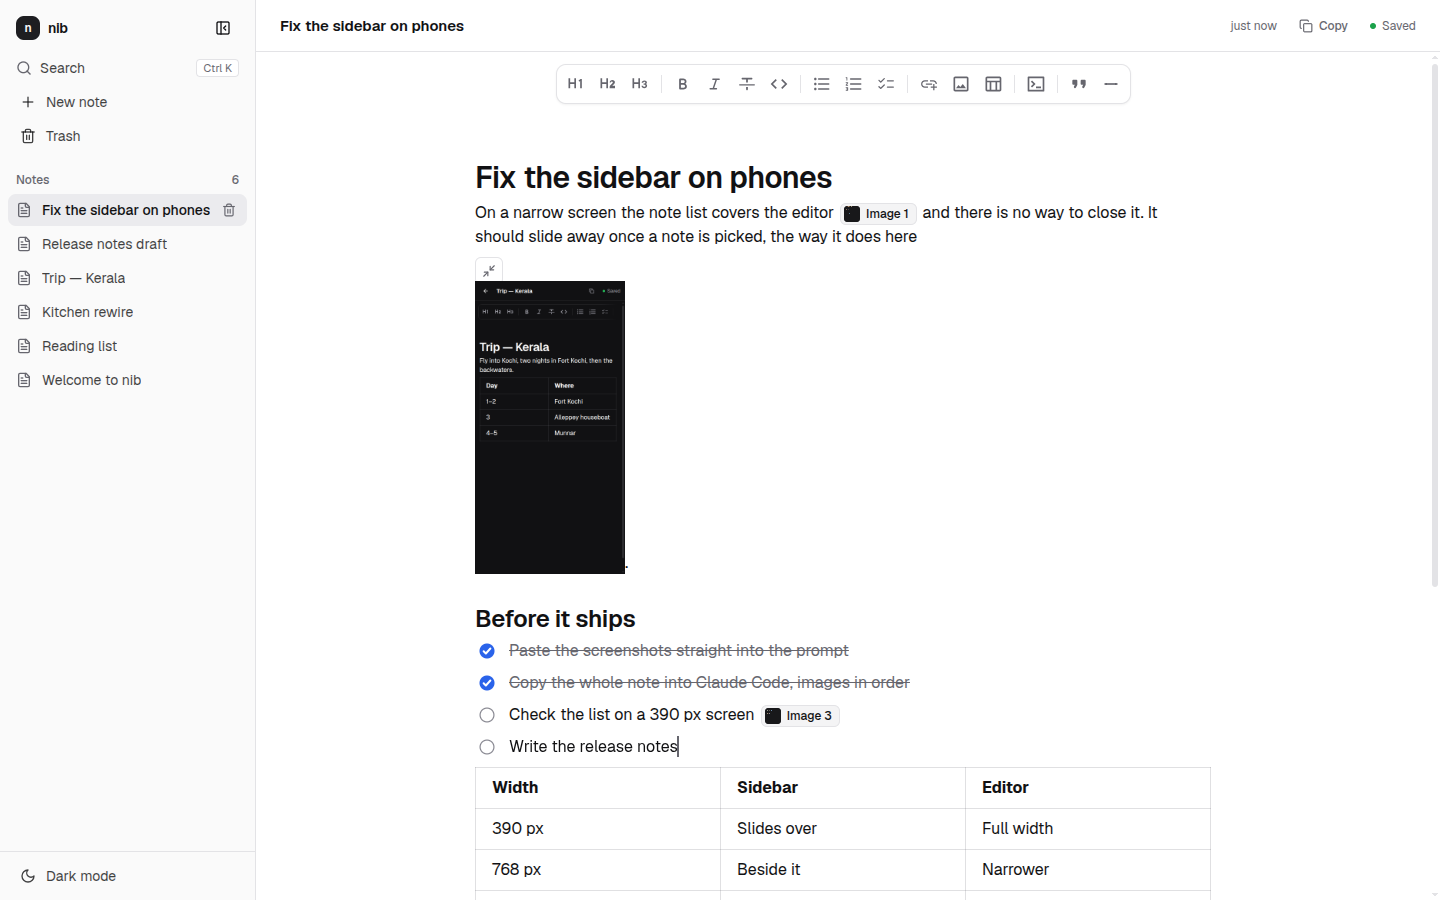 n nib
Search Ctrl K
New note
Trash
Notes 6
Fix the sidebar on phones
Release notes draft
Trip — Kerala
Kitchen rewire
Reading list
Welcome to nib
Dark mode
Fix the sidebar on phones just now Copy Saved
H1 H2 H3 B I
Fix the sidebar on phones
On a narrow screen the note list covers the editor Image 1 and there is no way to close it. It
should slide away once a note is picked, the way it does here
Trip — Kerala Saved
H1 H2 H3 B I
Trip — Kerala
Fly into Kochi, two nights in Fort Kochi, then the
backwaters.
Day Where
1–2 Fort Kochi
3 Alleppey houseboat
4–5 Munnar
.
Before it ships
Paste the screenshots straight into the prompt
Copy the whole note into Claude Code, images in order
Check the list on a 390 px screen Image 3
Write the release notes
Width Sidebar Editor
390 px Slides over Full width
768 px Beside it Narrower